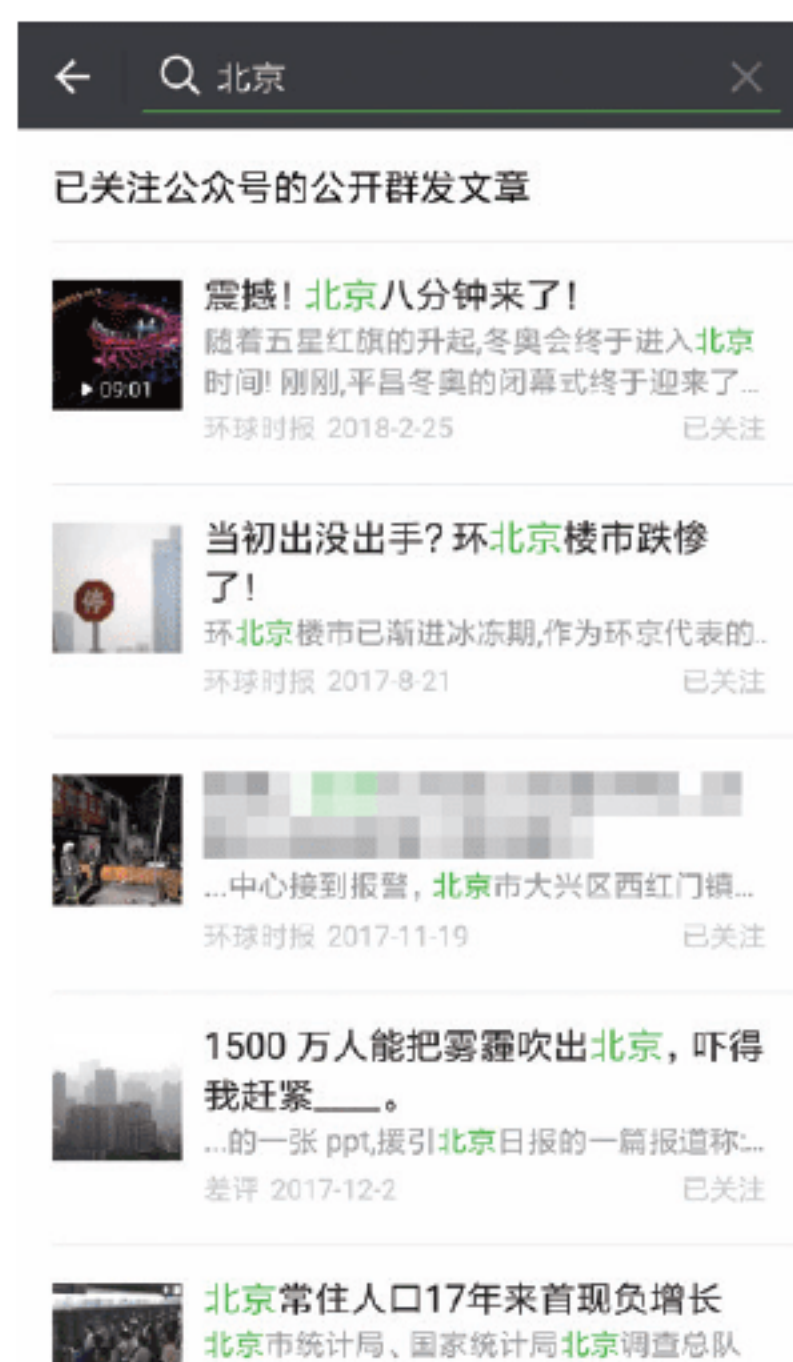 北京
已关注公众号的公开群发文章
震撼！北京八分钟来了！
随着五星红旗的升起,冬奥会终于进入北京
时间! 刚刚,平昌冬奥的闭幕式终于迎来了...
09:01
环球时报 2018-2-25 已关注
当初出没出手？环北京楼市跌惨
了！
停
环北京楼市已渐进冰冻期,作为环京代表的..
环球时报 2017-8-21 已关注
...中心接到报警，北京市大兴区西红门镇...
环球时报 2017-11-19 已关注
1500 万人能把雾霾吹出北京，吓得
我赶紧____。
...的一张 ppt,援引北京日报的一篇报道称:...
差评 2017-12-2 已关注
北京常住人口17年来首现负增长
北京市统计局、国家统计局北京调查总队